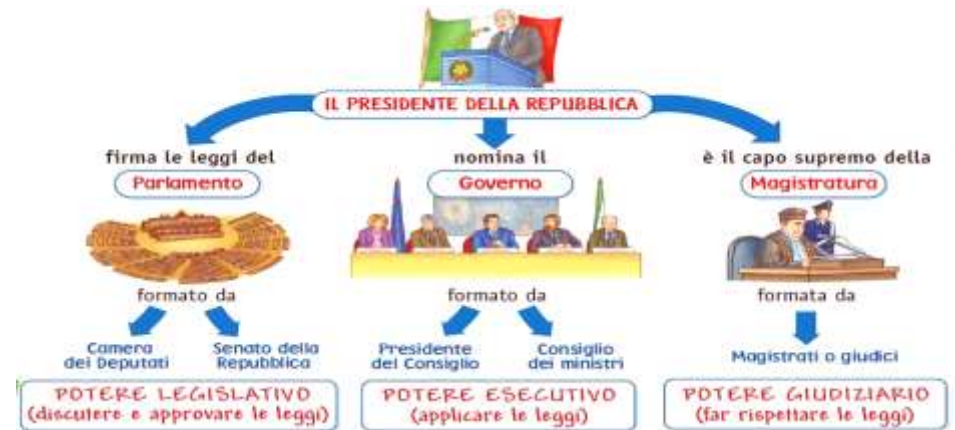 IL PRESIDENTE DELLA REPUBBLICA
firma le leggi del
Parlamento
formato da
Camera
dei Deputati
Senato della
Repubblica
POTERE LEGISLATIVO
(discutere e approvare le leggi)
nomina il
Governo
formato da
Presidente
del Consiglio
Consiglio
dei ministri
POTERE ESECUTIVO
(applicare le leggi)
è il capo supremo della
Magistratura
formata da
Magistrati o giudici
POTERE GIUDIZIARIO
(far rispettare le leggi)